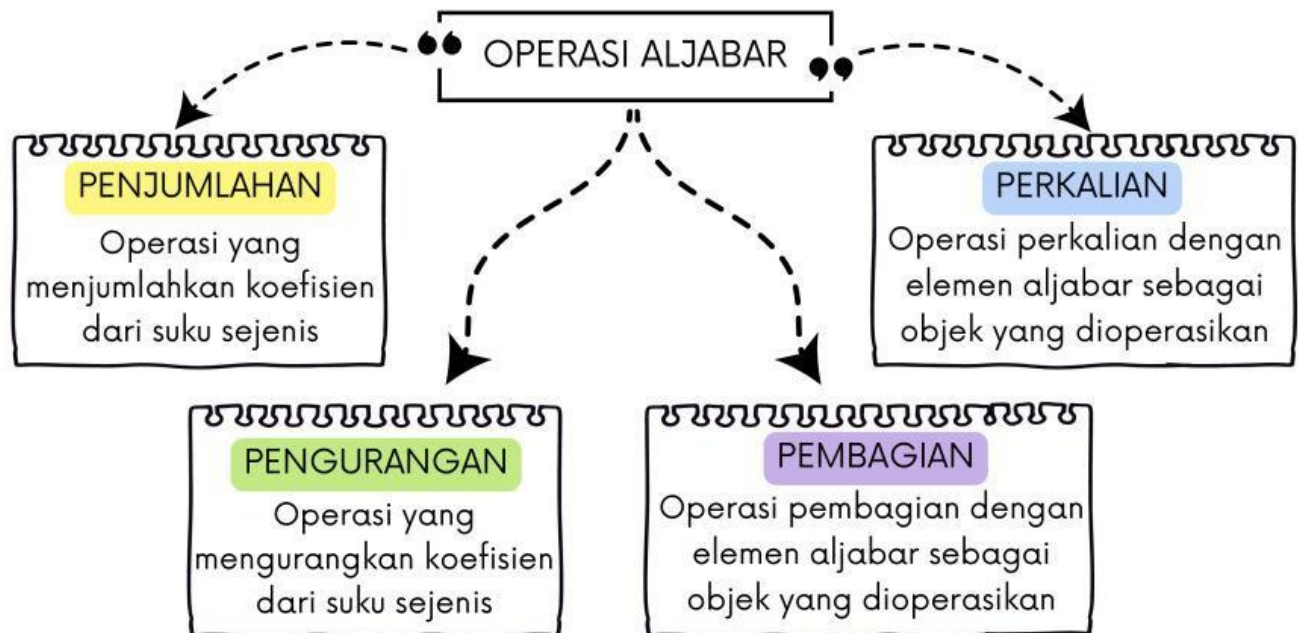 OPERASI ALJABAR
PENJUMLAHAN
Operasi yang
menjumlahkan koefisien
dari suku sejenis
PERKALIAN
Operasi perkalian dengan
elemen aljabar sebagai
objek yang dioperasikan
PENGURANGAN
Operasi yang
mengurangkan koefisien
dari suku sejenis
PEMBAGIAN
Operasi pembagian dengan
elemen aljabar sebagai
objek yang dioperasikan